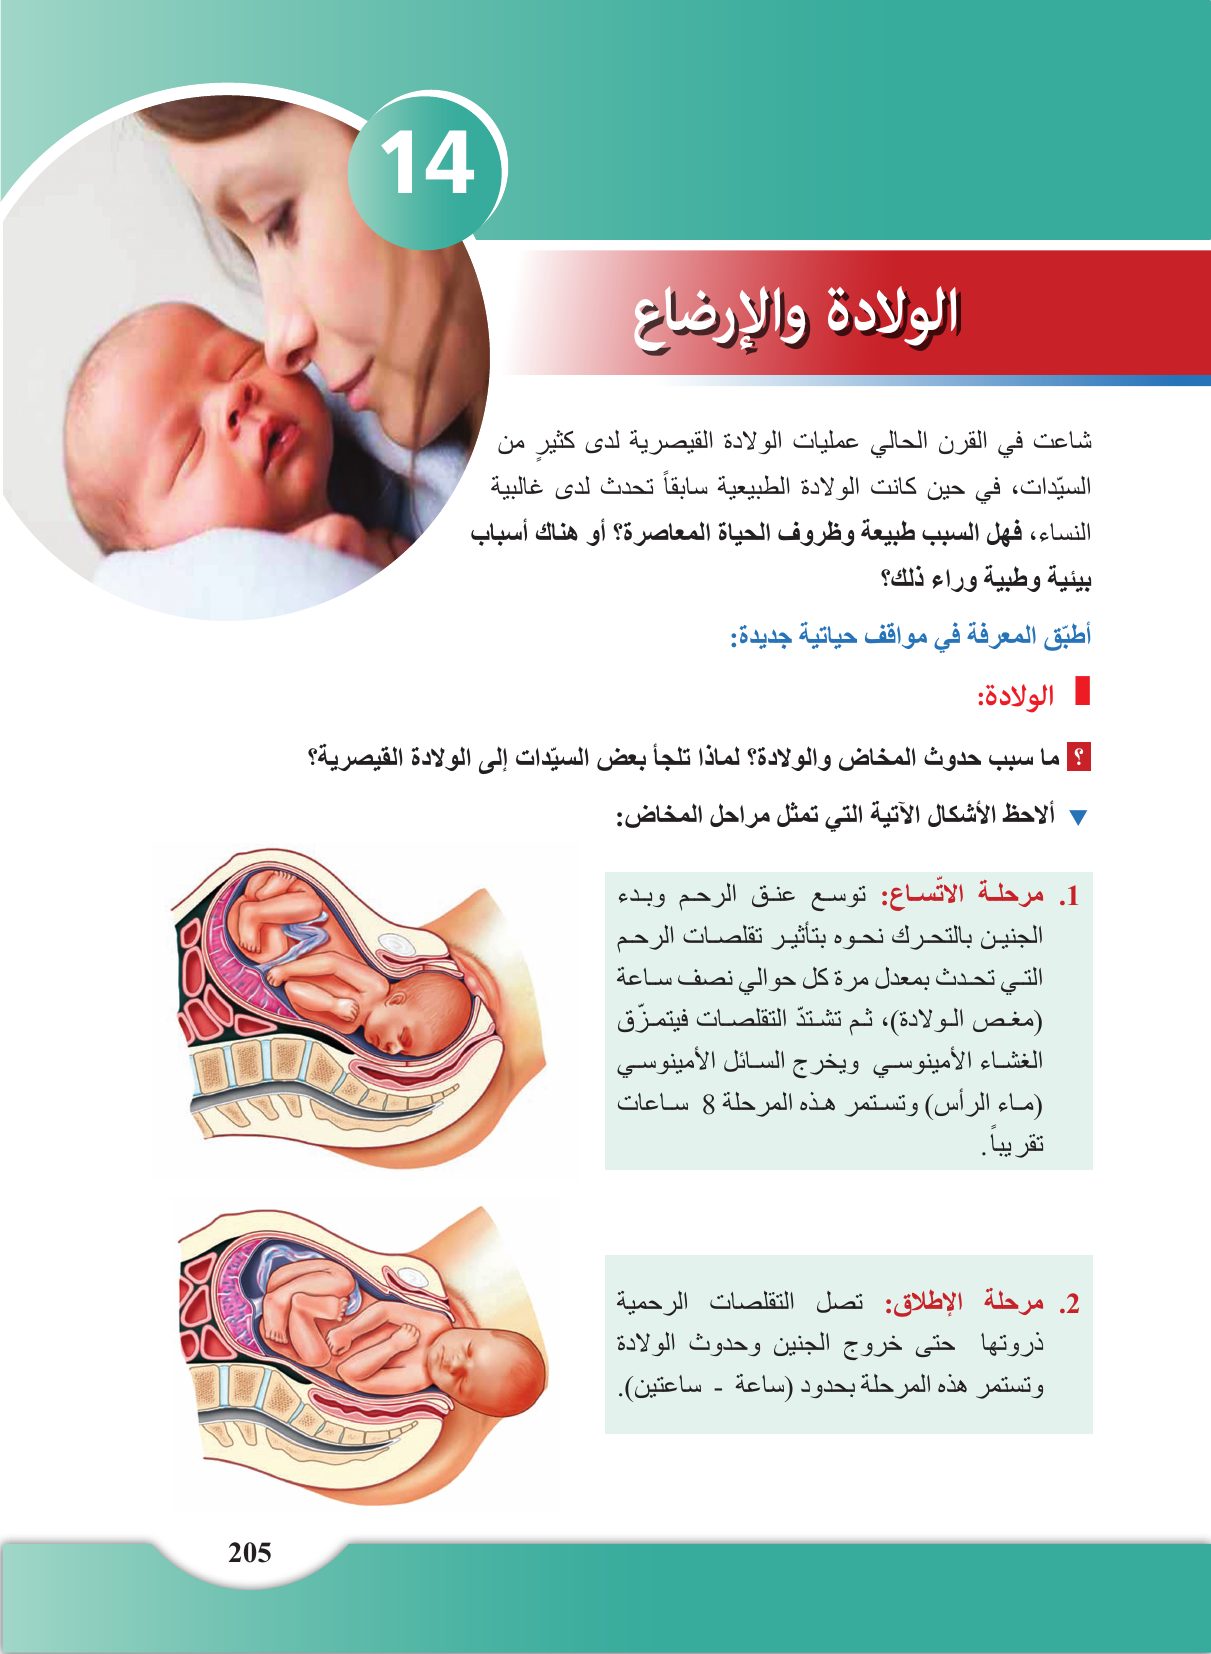 14
الولادة والإرضاع
شاعت في القرن الحالي عمليات الولادة القيصرية لدى كثيرٍ من
السيّدات، في حين كانت الولادة الطبيعية سابقاً تحدث لدى غالبية
النساء، فهل السبب طبيعة وظروف الحياة المعاصرة؟ أو هناك أسباب
بيئية وطبية وراء ذلك؟
أطبّق المعرفة في مواقف حياتية جديدة:
الولادة:
؟ ما سبب حدوث المخاض والولادة؟ لماذا تلجأ بعض السيّدات إلى الولادة القيصرية؟
ألاحظ الأشكال الآتية التي تمثل مراحل المخاض:
1. مرحلة الاتّساع: توسع عنق الرحم وبدء
الجنين بالتحرك نحوه بتأثير تقلصات الرحم
التي تحدث بمعدل مرة كل حوالي نصف ساعة
(مغص الولادة)، ثم تشتدّ التقلصات فيتمزّق
الغشاء الأمينوسي ويخرج السائل الأمينوسي
(ماء الرأس) وتستمر هذه المرحلة 8 ساعات
تقريباً.
2. مرحلة الإطلاق: تصل التقلصات الرحمية
ذروتها حتى خروج الجنين وحدوث الولادة
وتستمر هذه المرحلة بحدود (ساعة - ساعتين).
205